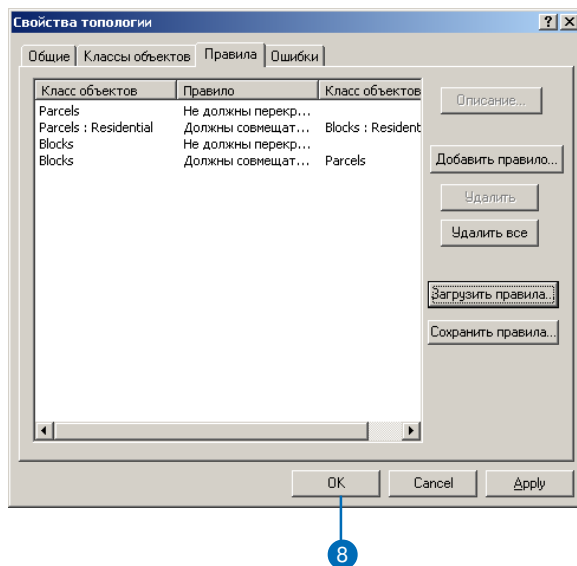 Свойства топологии
Общие Классы объектов Правила Ошибки
Класс объектов Правило Класс объектов
Parcels Не должны перекр...
Parcels : Residential Должны совмещат... Blocks : Resident
Blocks Не должны перекр...
Blocks Должны совмещат... Parcels
Описание...
Добавить правило...
Удалить
Удалить все
Загрузить правила...
Сохранить правила...
OK Cancel Apply
8